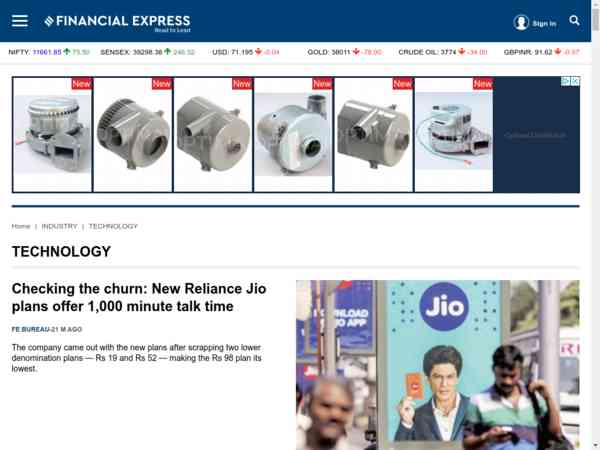 FINANCIAL EXPRESS
Read to Lead
Sign In
NIFTY: 11661.85 75.50 SENSEX: 39298.38 246.32 USD: 71.195 -0.04 GOLD: 38011 -78.00 CRUDE OIL: 3774 -34.00 GBPINR: 91.62 -0.97
New New New New New New
Home | INDUSTRY | TECHNOLOGY
TECHNOLOGY
Checking the churn: New Reliance Jio
plans offer 1,000 minute talk time
FE BUREAU-21 M AGO
The company came out with the new plans after scrapping two lower
denomination plans — Rs 19 and Rs 52 — making the Rs 98 plan its
lowest.
Jio
DOWNLOAD
APP